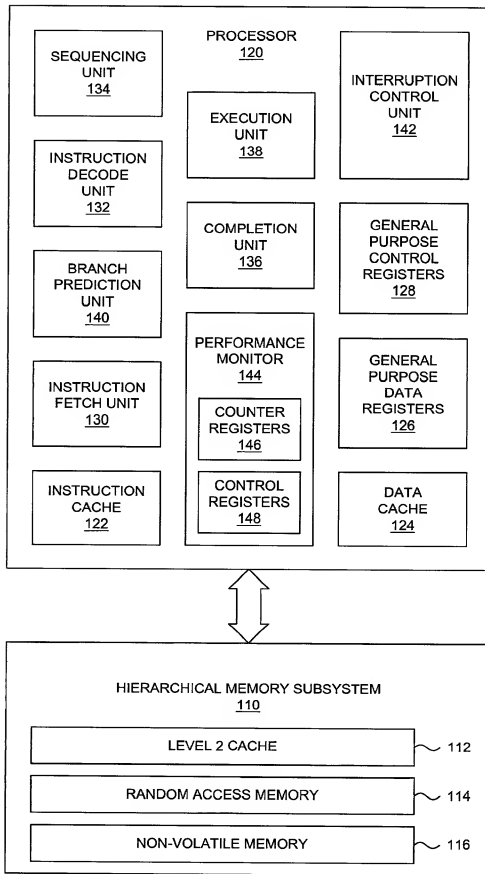 SEQUENCING
UNIT
134
INSTRUCTION
DECODE
UNIT
132
BRANCH
PREDICTION
UNIT
140
INSTRUCTION
FETCH UNIT
130
INSTRUCTION
CACHE
122
PROCESSOR
120
EXECUTION
UNIT
138
COMPLETION
UNIT
136
PERFORMANCE
MONITOR
144
COUNTER
REGISTERS
146
CONTROL
REGISTERS
148
INTERRUPTION
CONTROL
UNIT
142
GENERAL
PURPOSE
CONTROL
REGISTERS
128
GENERAL
PURPOSE
DATA
REGISTERS
126
DATA
CACHE
124
HIERARCHICAL MEMORY SUBSYSTEM
110
LEVEL 2 CACHE 112
RANDOM ACCESS MEMORY 114
NON-VOLATILE MEMORY 116